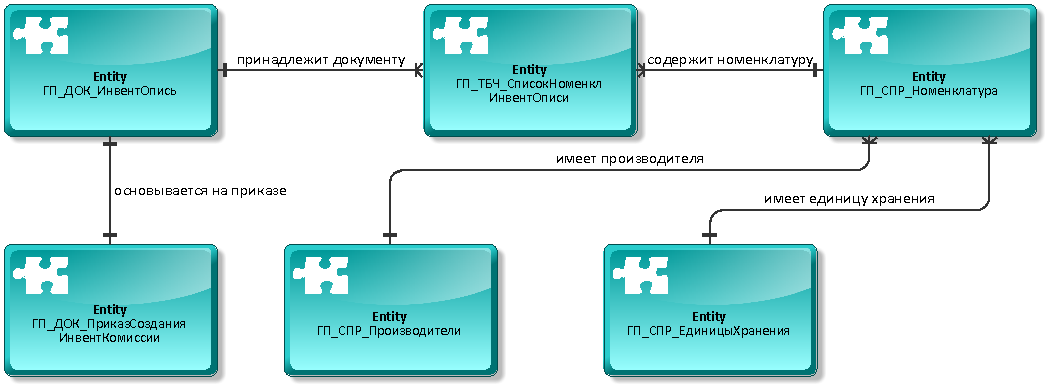 Entity
ГП_ДОК_ИнвентОпись
принадлежит документу
Entity
ГП_ТБЧ_СписокНоменкл
ИнвентОписи
содержит номенклатуру
Entity
ГП_СПР_Номенклатура
имеет производителя
основывается на приказе
имеет единицу хранения
Entity
ГП_ДОК_ПриказСоздания
ИнвентКомиссии
Entity
ГП_СПР_Производители
Entity
ГП_СПР_ЕдиницыХранения